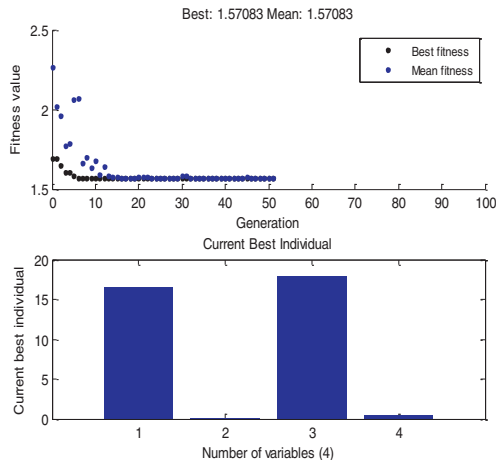 Best: 1.57083 Mean: 1.57083
2.5
2
1.5
Fitness value
Best fitness
Mean fitness
0 10 20 30 40 50 60 70 80 90 100
Generation
Current Best Individual
20
15
10
5
0
Current best individual
1 2 3 4
Number of variables (4)